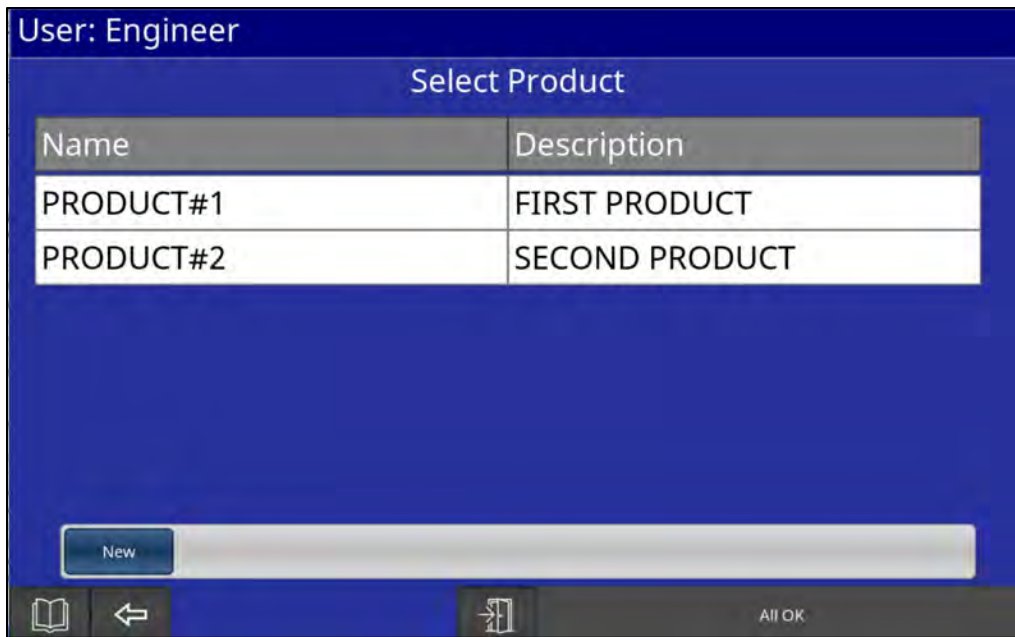 User: Engineer
Select Product
Name Description
PRODUCT#1 FIRST PRODUCT
PRODUCT#2 SECOND PRODUCT
New
All OK